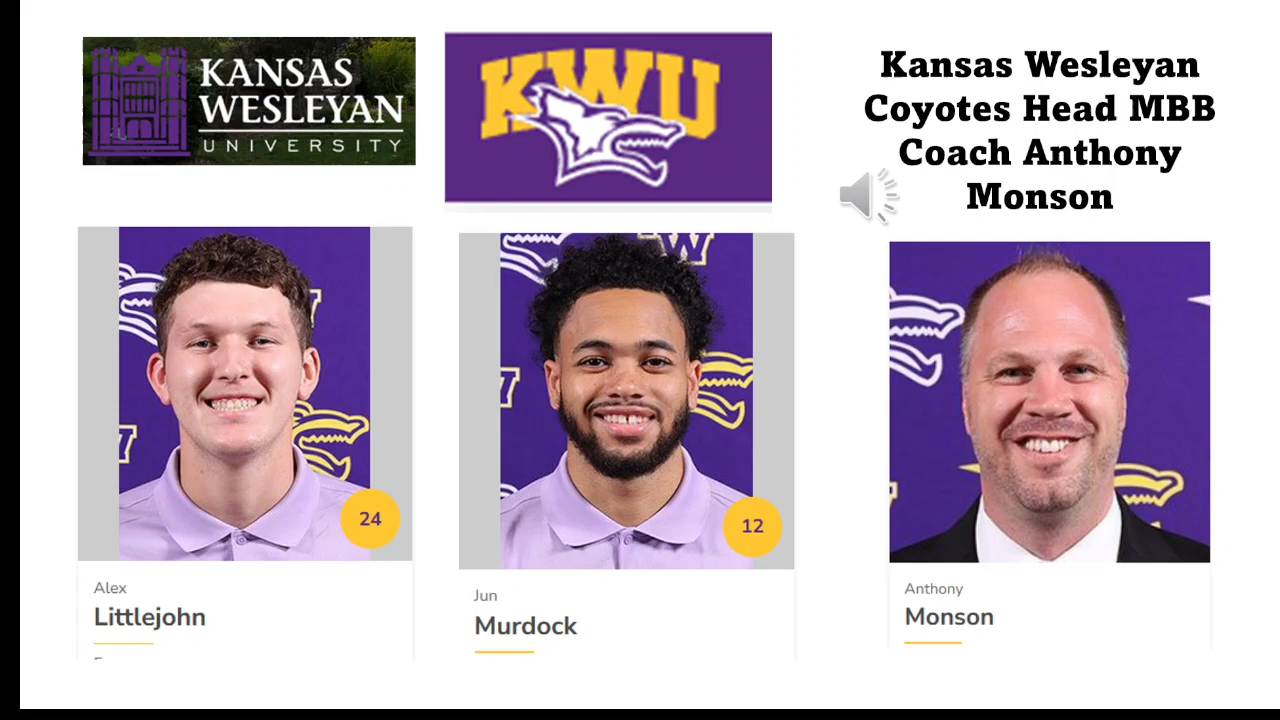 KANSAS
WESLEYAN
UNIVERSITY
KWU
Kansas Wesleyan
Coyotes Head MBB
Coach Anthony
Monson
24
Alex
Littlejohn
12
Jun
Murdock
Anthony
Monson